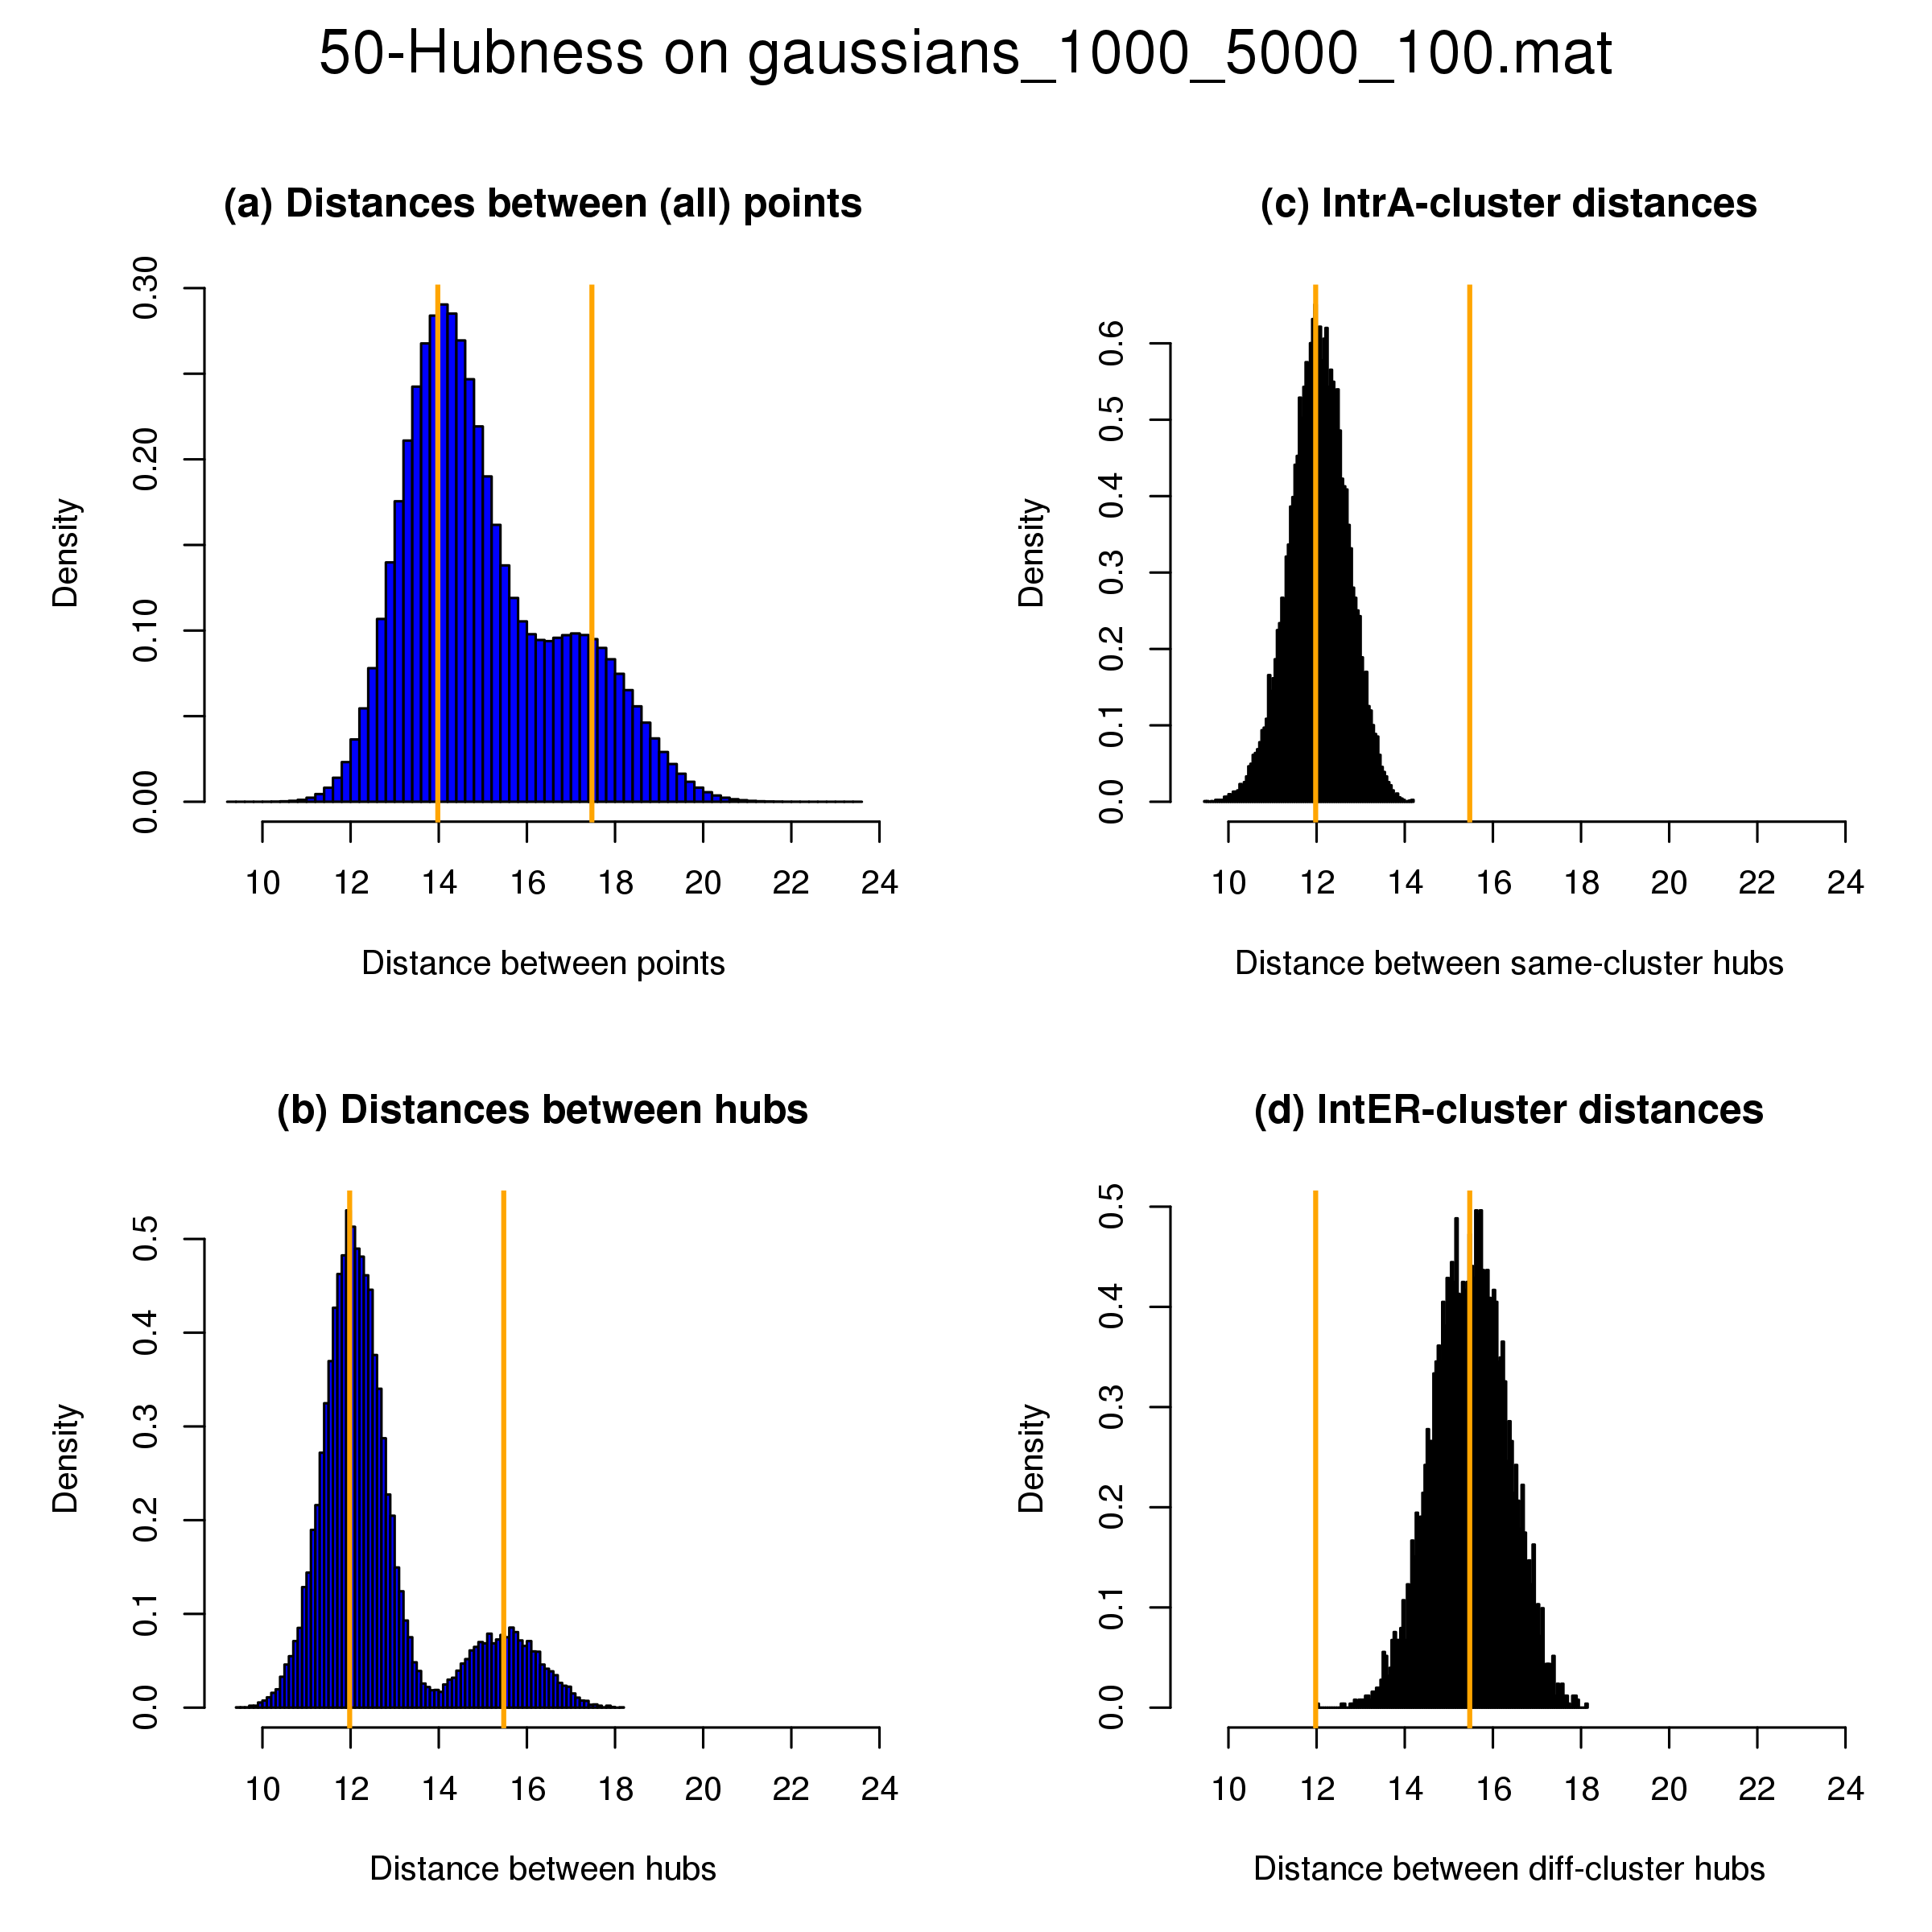 50-Hubness on gaussians_1000_5000_100.mat
(a) Distances between (all) points
Density
0.00 0.10 0.20 0.30
10 12 14 16 18 20 22 24
Distance between points
(c) IntrA-cluster distances
Density
0.0 0.1 0.2 0.3 0.4 0.5 0.6
10 12 14 16 18 20 22 24
Distance between same-cluster hubs
(b) Distances between hubs
Density
0.0 0.1 0.2 0.3 0.4 0.5
10 12 14 16 18 20 22 24
Distance between hubs
(d) IntER-cluster distances
Density
0.0 0.1 0.2 0.3 0.4 0.5
10 12 14 16 18 20 22 24
Distance between diff-cluster hubs